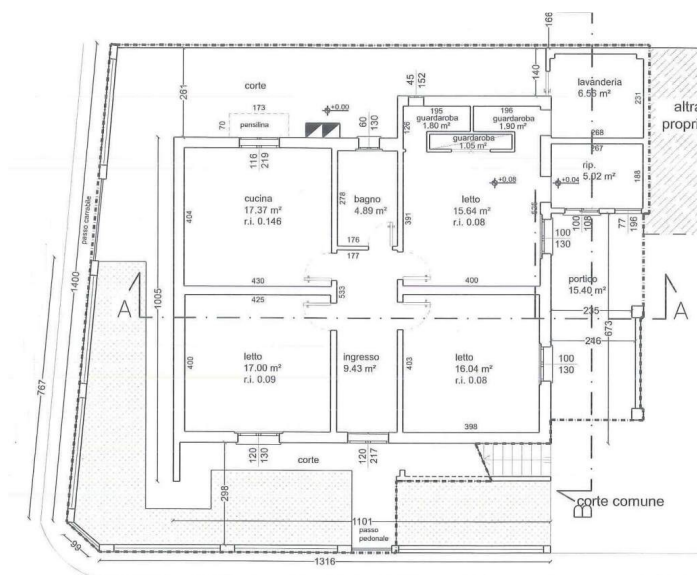 168
corte
140
lavanderia
6.56 m²
231
altra
propri
261
173
70
pensilina
+0.00
45
152
60
130
195
guardaroba
1.80 m²
196
guardaroba
1.90 m²
126
guardaroba
1.05 m²
268
267
rip.
5.02 m²
188
116
219
cucina
17.37 m²
r.i. 0.146
404
278
bagno
4.89 m²
391
letto
15.64 m²
r.i. 0.08
+0.08
+0.04
passo carrabile
1400
1005
176
177
430
425
533
400
100
130
100
108
77
196
portico
15.40 m²
235
246
673
A
A
767
400
letto
17.00 m²
r.i. 0.09
ingresso
9.43 m²
403
letto
16.04 m²
r.i. 0.08
398
100
130
120
130
120
217
corte
298
1101
passo
pedonale
corte comune
B
99
1316